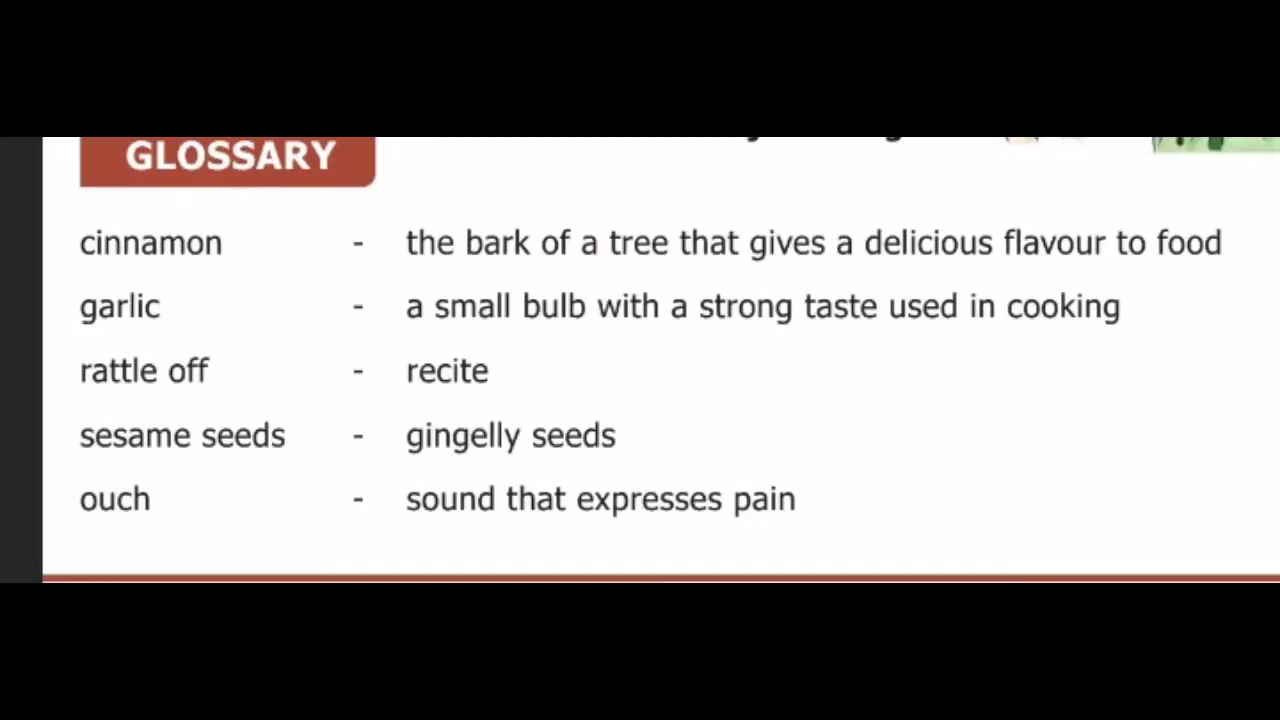 GLOSSARY
cinnamon - the bark of a tree that gives a delicious flavour to food
garlic - a small bulb with a strong taste used in cooking
rattle off - recite
sesame seeds - gingelly seeds
ouch - sound that expresses pain